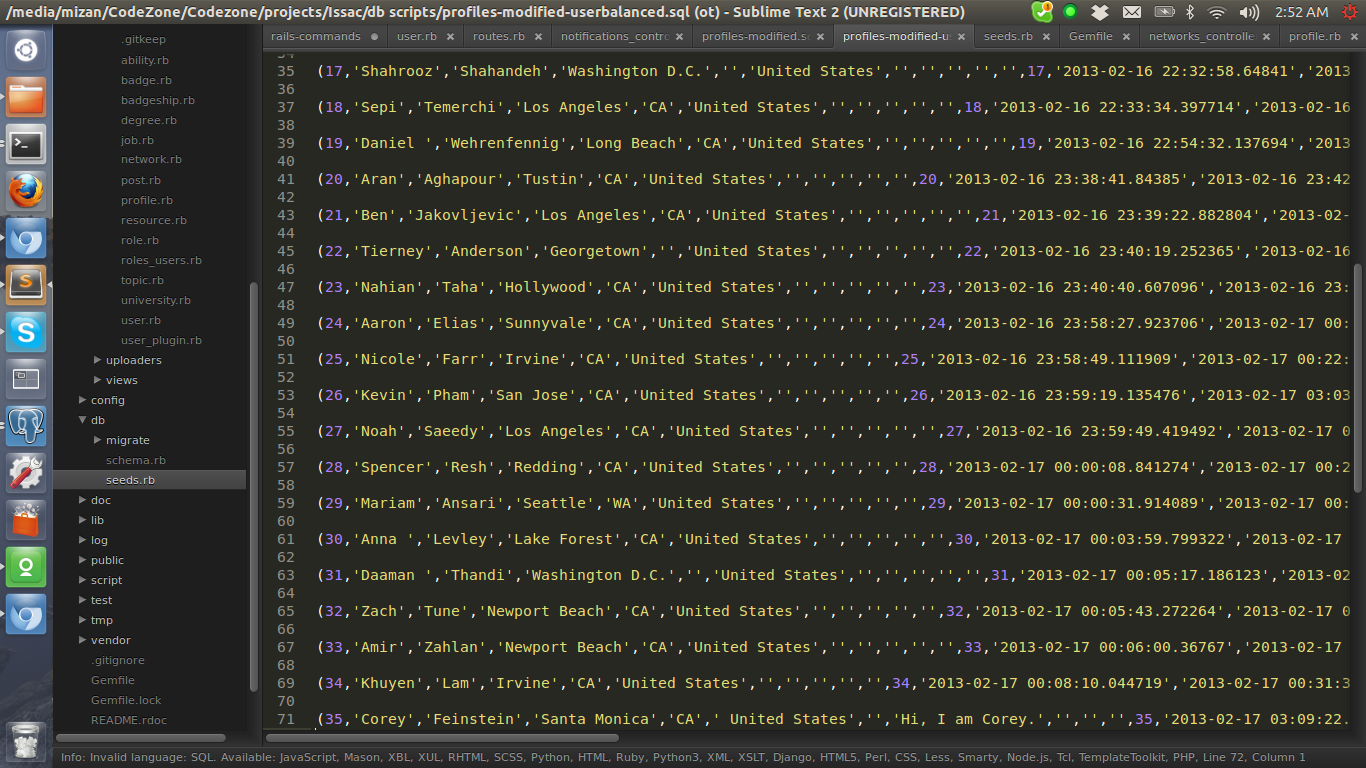 /media/mizan/CodeZone/Codezone/projects/Issac/db scripts/profiles-modified-userbalanced.sql (ot) - Sublime Text 2 (UNREGISTERED)
2:52 AM
rails-commands
user.rb
routes.rb
notifications_contro
profiles-modified.sc
profiles-modified-u
seeds.rb
Gemfile
networks_controlle
profile.rb
.gitkeep
ability.rb
badge.rb
badgeship.rb
degree.rb
job.rb
network.rb
post.rb
profile.rb
resource.rb
role.rb
roles_users.rb
topic.rb
university.rb
user.rb
user_plugin.rb
uploaders
views
config
db
migrate
schema.rb
seeds.rb
doc
lib
log
public
script
test
tmp
vendor
.gitignore
Gemfile
Gemfile.lock
README.rdoc
34
35 (17,'Shahrooz','Shahandeh','Washington D.C.','','United States','','','','','',17,'2013-02-16 22:32:58.64841','2013
36
37 (18,'Sepi','Temerchi','Los Angeles','CA','United States','','','','','',18,'2013-02-16 22:33:34.397714','2013-02-16
38
39 (19,'Daniel ','Wehrenfennig','Long Beach','CA','United States','','','','','',19,'2013-02-16 22:54:32.137694','2013
40
41 (20,'Aran','Aghapour','Tustin','CA','United States','','','','','',20,'2013-02-16 23:38:41.84385','2013-02-16 23:42
42
43 (21,'Ben','Jakovljevic','Los Angeles','CA','United States','','','','','',21,'2013-02-16 23:39:22.882804','2013-02-
44
45 (22,'Tierney','Anderson','Georgetown','','United States','','','','','',22,'2013-02-16 23:40:19.252365','2013-02-16
46
47 (23,'Nahian','Taha','Hollywood','CA','United States','','','','','',23,'2013-02-16 23:40:40.607096','2013-02-16 23:
48
49 (24,'Aaron','Elias','Sunnyvale','CA','United States','','','','','',24,'2013-02-16 23:58:27.923706','2013-02-17 00:
50
51 (25,'Nicole','Farr','Irvine','CA','United States','','','','','',25,'2013-02-16 23:58:49.111909','2013-02-17 00:22:
52
53 (26,'Kevin','Pham','San Jose','CA','United States','','','','','',26,'2013-02-16 23:59:19.135476','2013-02-17 03:03
54
55 (27,'Noah','Saeedy','Los Angeles','CA','United States','','','','','',27,'2013-02-16 23:59:49.419492','2013-02-17 0
56
57 (28,'Spencer','Resh','Redding','CA','United States','','','','','',28,'2013-02-17 00:00:08.841274','2013-02-17 00:2
58
59 (29,'Mariam','Ansari','Seattle','WA','United States','','','','','',29,'2013-02-17 00:00:31.914089','2013-02-17 00:
60
61 (30,'Anna ','Levley','Lake Forest','CA','United States','','','','','',30,'2013-02-17 00:03:59.799322','2013-02-17
62
63 (31,'Daaman ','Thandi','Washington D.C.','','United States','','','','','',31,'2013-02-17 00:05:17.186123','2013-02
64
65 (32,'Zach','Tune','Newport Beach','CA','United States','','','','','',32,'2013-02-17 00:05:43.272264','2013-02-17 0
66
67 (33,'Amir','Zahlan','Newport Beach','CA','United States','','','','','',33,'2013-02-17 00:06:00.36767','2013-02-17
68
69 (34,'Khuyen','Lam','Irvine','CA','United States','','','','','',34,'2013-02-17 00:08:10.044719','2013-02-17 00:31:3
70
71 (35,'Corey','Feinstein','Santa Monica','CA',' United States','','Hi, I am Corey.','','','',35,'2013-02-17 03:09:22.
Info: Invalid language: SQL. Available: JavaScript, Mason, XBL, XUL, RHTML, SCSS, Python, HTML, Ruby, Python3, XML, XSLT, Django, HTML5, Perl, CSS, Less, Smarty, Node.js, Tcl, TemplateToolkit, PHP, Line 72, Column 1